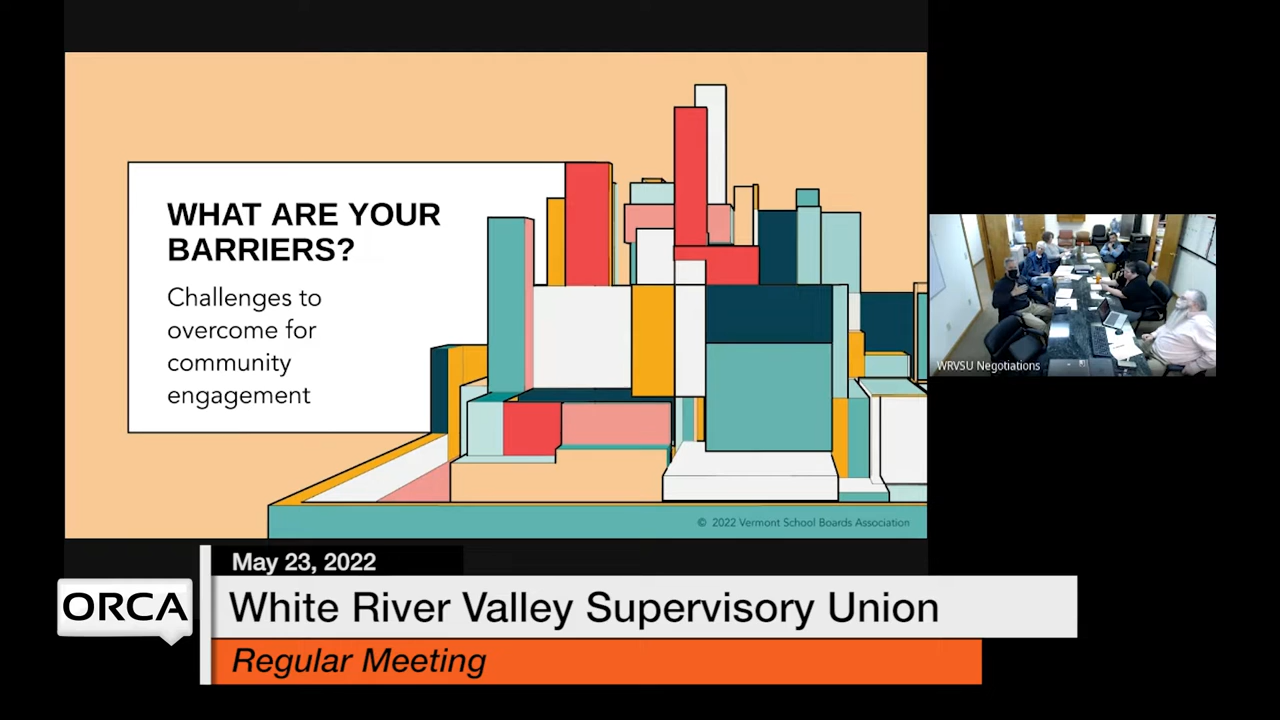 WHAT ARE YOUR
BARRIERS?
Challenges to
overcome for
community
engagement
© 2022 Vermont School Boards Association
WRVSU Negotiations
May 23, 2022
ORCA
White River Valley Supervisory Union
Regular Meeting